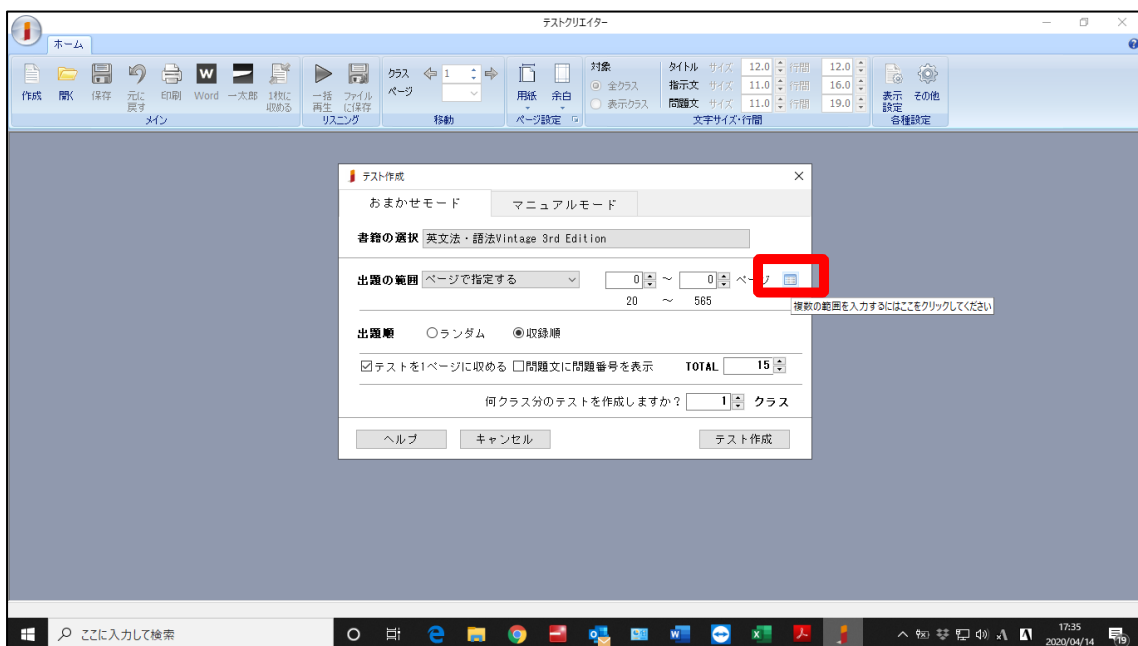 テストクリエイター
ホーム
作成 開く 保存 元に戻す 印刷 Word 一太郎 1枚に収める
メイン
一括再生 ファイルに保存
リスニング
クラス 1
ページ
移動
用紙 余白
ページ設定
対象
全クラス
表示クラス
タイトル サイズ 12.0 行間 12.0
指示文 サイズ 11.0 行間 16.0
問題文 サイズ 11.0 行間 19.0
文字サイズ・行間
表示設定 その他
各種設定
テスト作成
おまかせモード マニュアルモード
書籍の選択 英文法・語法Vintage 3rd Edition
出題の範囲 ページで指定する 0 ～ 0 ページ
20 ～ 565
複数の範囲を入力するにはここをクリックしてください
出題順 ランダム 収録順
テストを1ページに収める 問題文に問題番号を表示 TOTAL 15
何クラス分のテストを作成しますか？ 1 クラス
ヘルプ キャンセル テスト作成
ここに入力して検索
17:35
2020/04/14
19